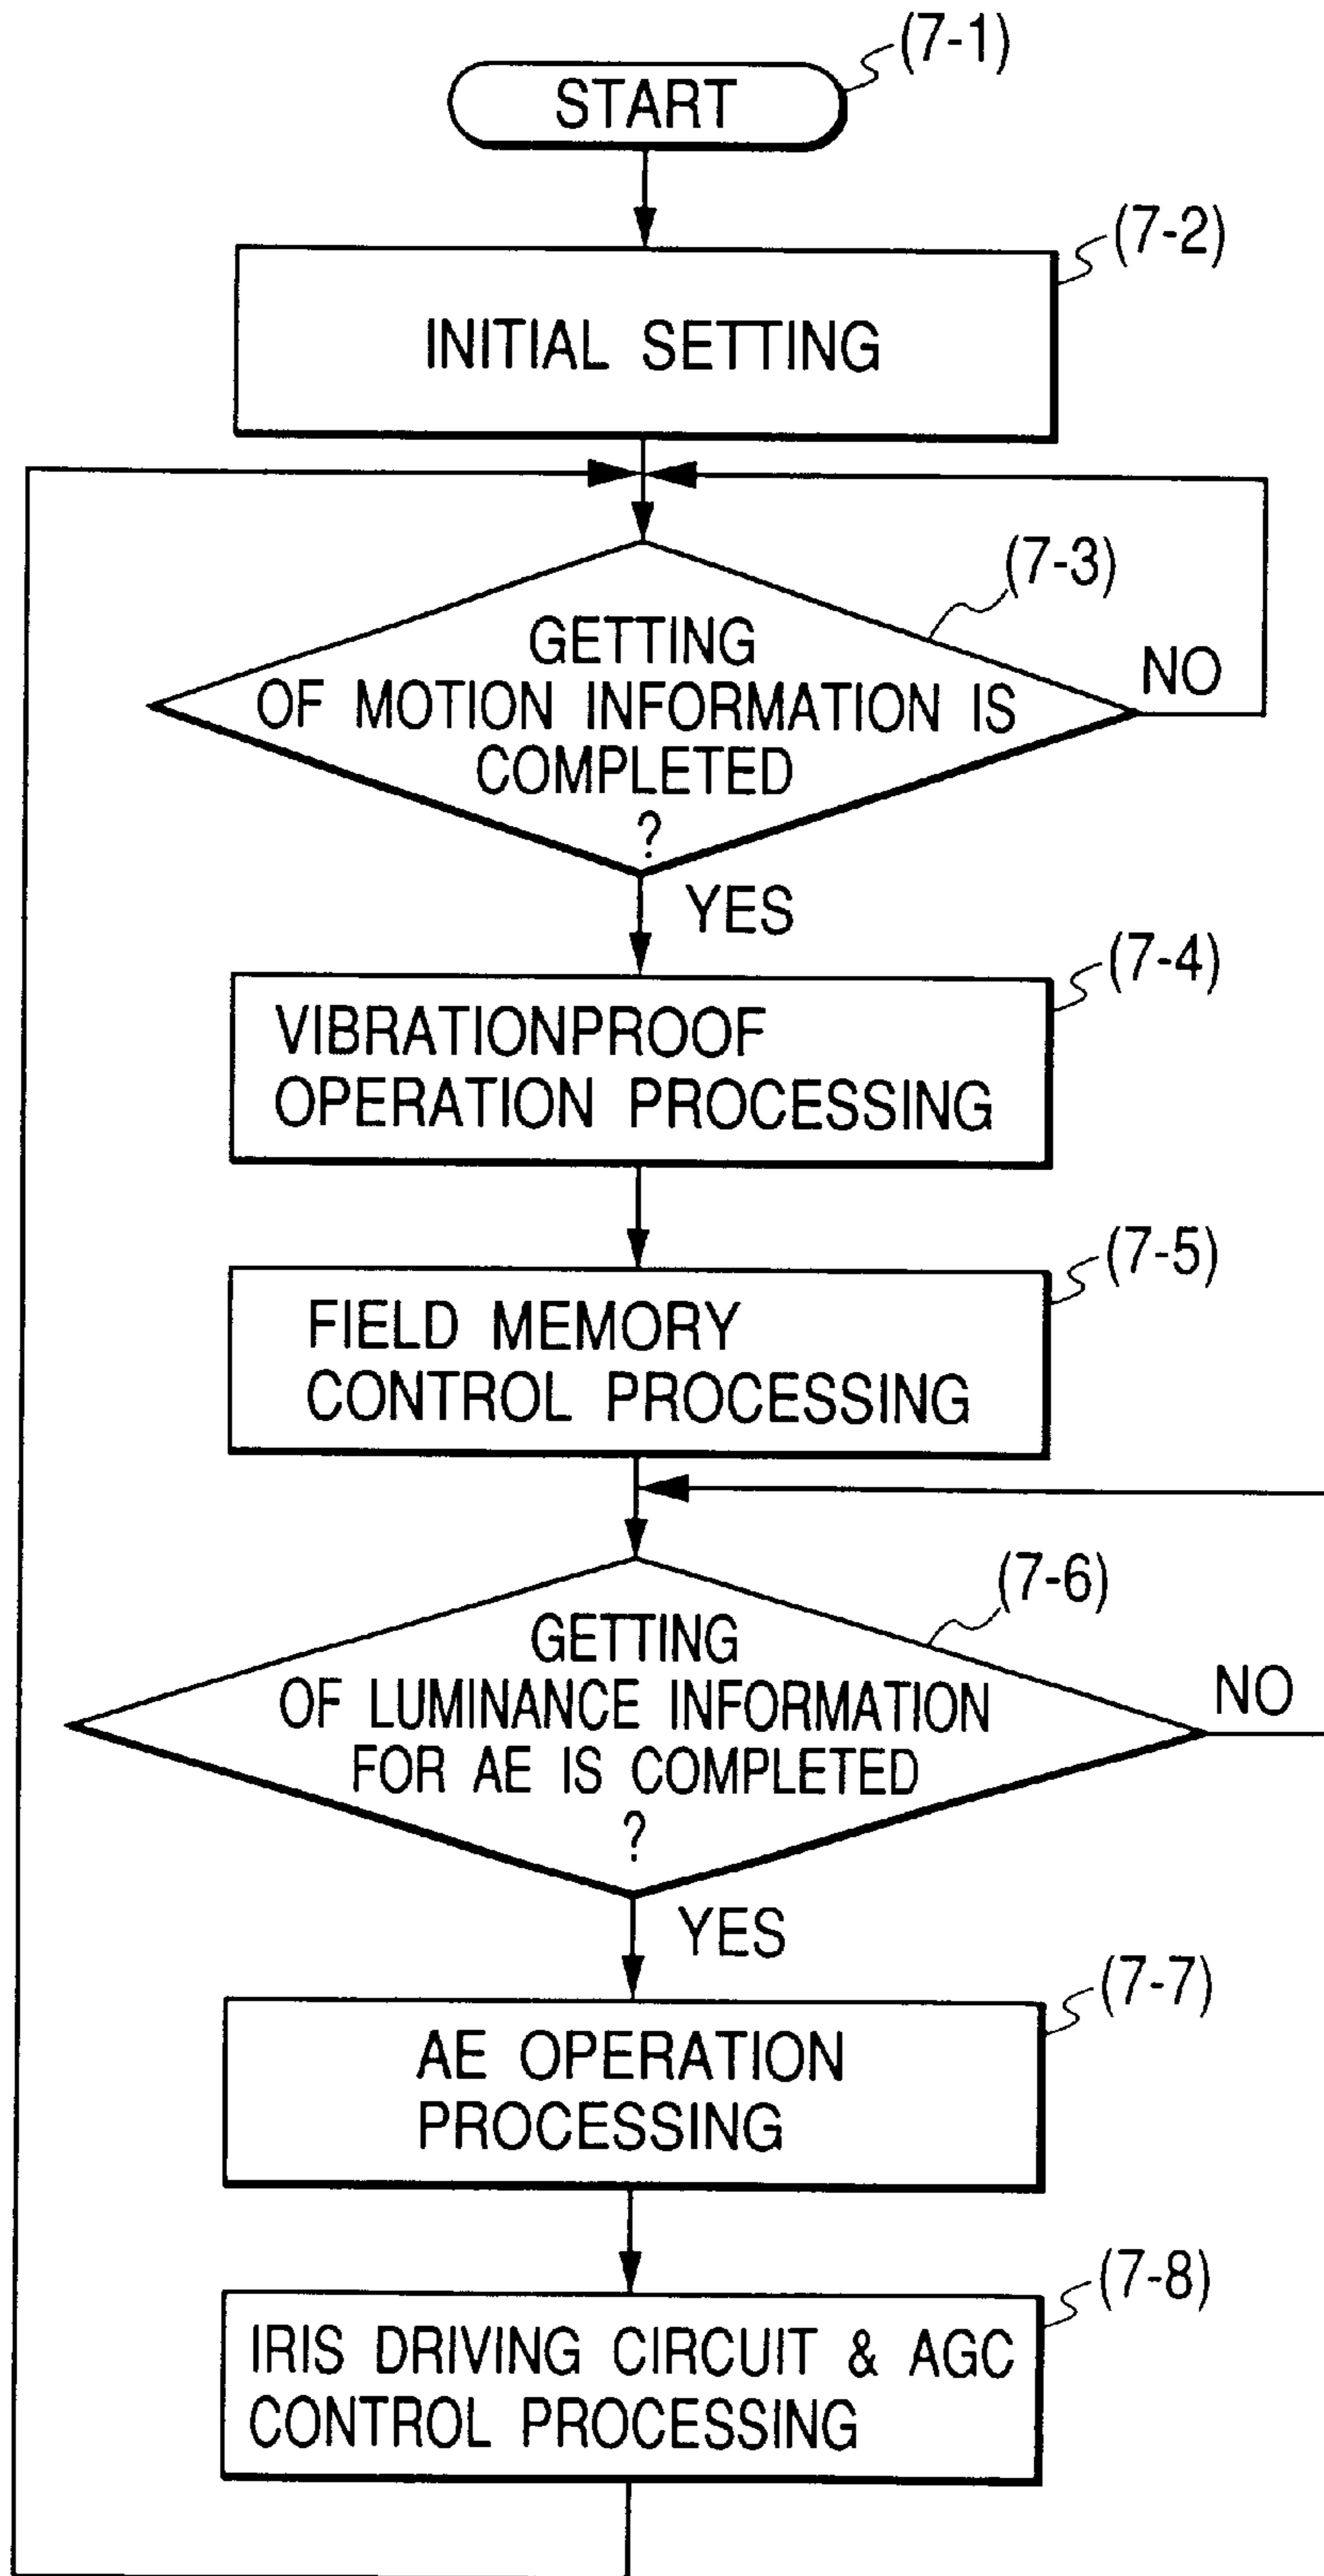 (7-1)
START
(7-2)
INITIAL SETTING
(7-3)
GETTING
OF MOTION INFORMATION IS
COMPLETED
?
NO
YES
(7-4)
VIBRATIONPROOF
OPERATION PROCESSING
(7-5)
FIELD MEMORY
CONTROL PROCESSING
(7-6)
GETTING
OF LUMINANCE INFORMATION
FOR AE IS COMPLETED
?
NO
YES
(7-7)
AE OPERATION
PROCESSING
(7-8)
IRIS DRIVING CIRCUIT & AGC
CONTROL PROCESSING